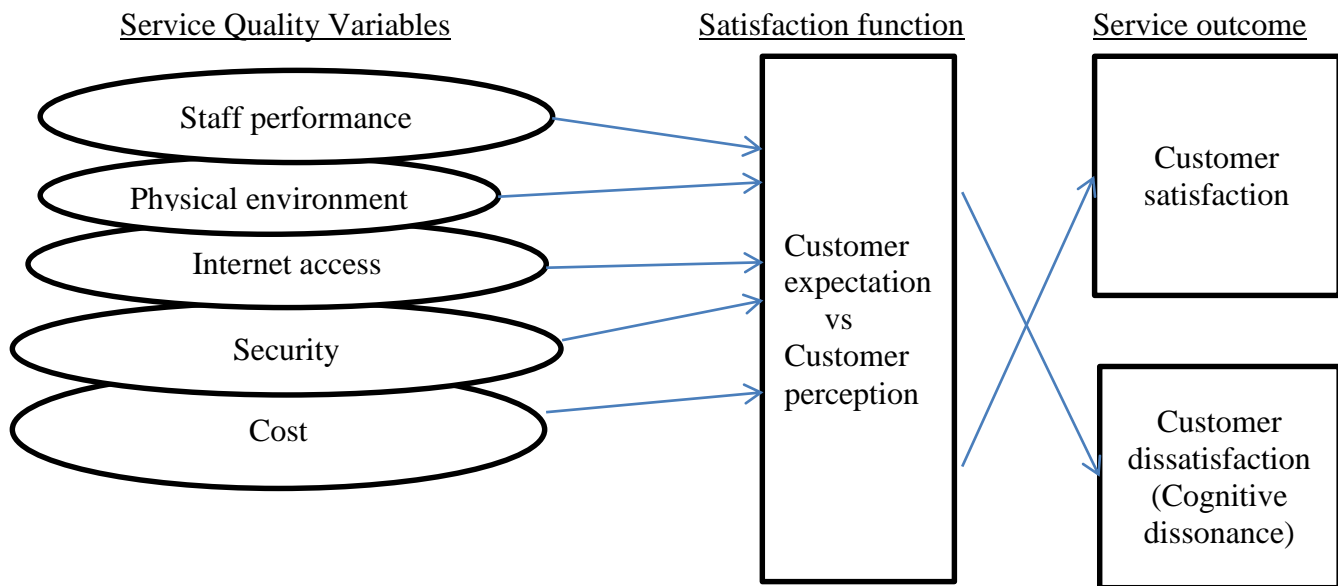 Service Quality Variables
Satisfaction function
Service outcome
Staff performance
Physical environment
Internet access
Security
Cost
Customer
expectation
vs
Customer
perception
Customer
satisfaction
Customer
dissatisfaction
(Cognitive
dissonance)